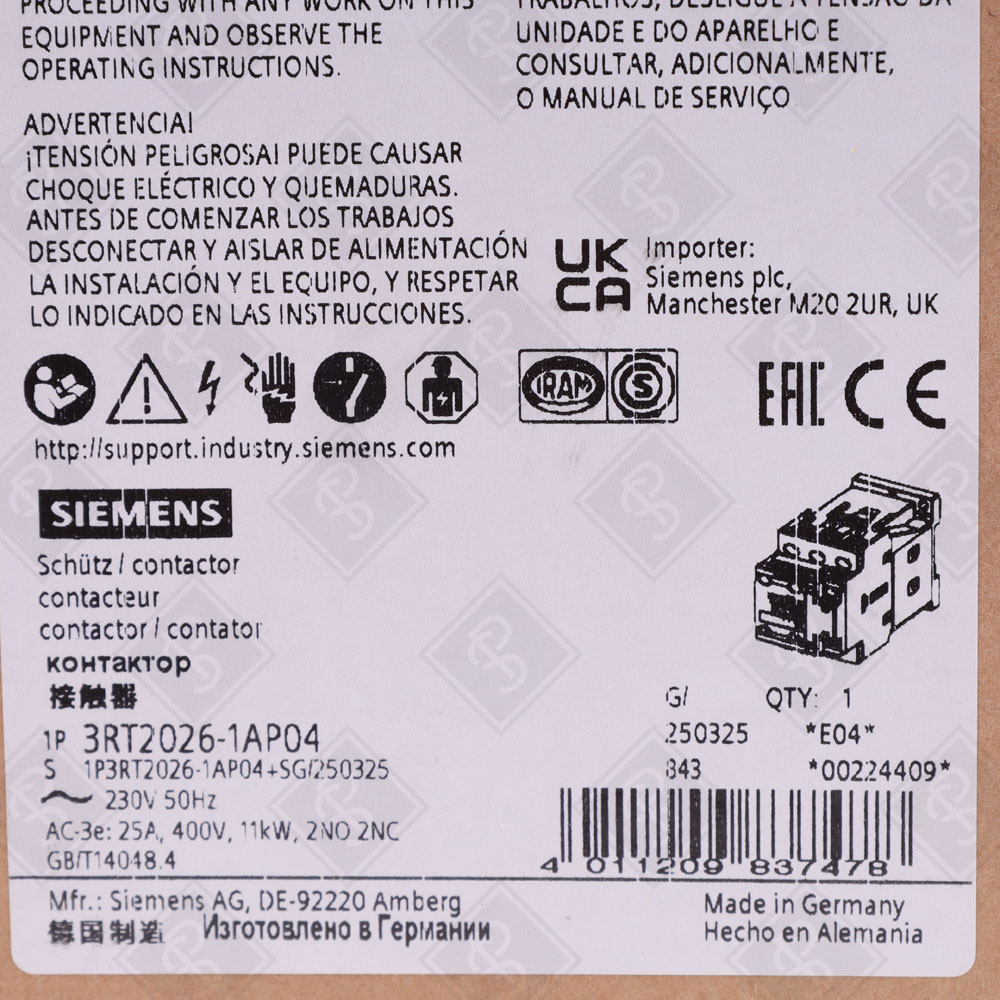 PROCEEDING WITH ANY WORK ON THIS
EQUIPMENT AND OBSERVE THE
OPERATING INSTRUCTIONS.
TRABALHOS, DESLIGUE A TENSÃO DA
UNIDADE E DO APARELHO E
CONSULTAR, ADICIONALMENTE,
O MANUAL DE SERVIÇO
ADVERTENCIA!
¡TENSIÓN PELIGROSA! PUEDE CAUSAR
CHOQUE ELÉCTRICO Y QUEMADURAS.
ANTES DE COMENZAR LOS TRABAJOS
DESCONECTAR Y AISLAR DE ALIMENTACIÓN
LA INSTALACIÓN Y EL EQUIPO, Y RESPETAR
LO INDICADO EN LAS INSTRUCCIONES.
UK
CA
Importer:
Siemens plc,
Manchester M20 2UR, UK
IRAM S
EAC CE
http://support.industry.siemens.com
SIEMENS
Schütz / contactor
contacteur
contactor / contator
контактор
接触器
1P 3RT2026-1AP04
S 1P3RT2026-1AP04+SG/250325
230V 50Hz
AC-3e: 25A, 400V, 11kW, 2NO 2NC
GB/T14048.4
G/ QTY: 1
250325 *E04*
843 *00224409*
4 011209 837478
Mfr.: Siemens AG, DE-92220 Amberg
德国制造 Изготовлено в Германии
Made in Germany
Hecho en Alemania